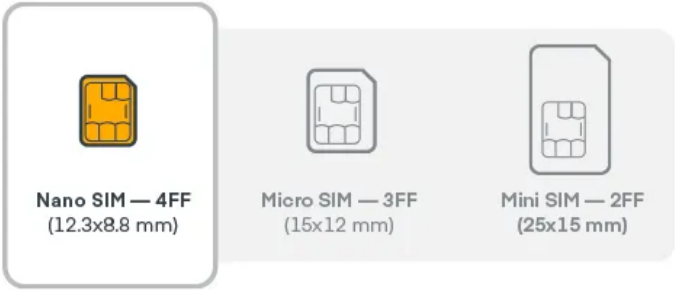 Nano SIM — 4FF
(12.3x8.8 mm)
Micro SIM — 3FF
(15x12 mm)
Mini SIM — 2FF
(25x15 mm)